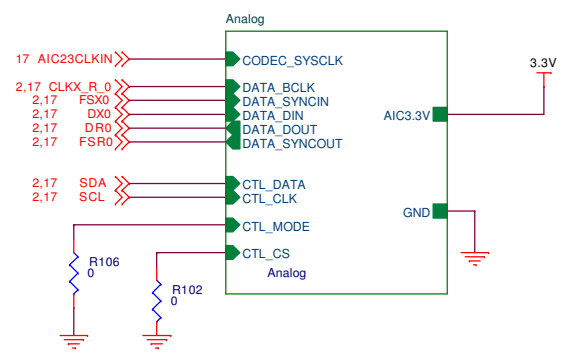 Analog
17 AIC23CLKIN CODEC_SYSCLK
3.3V
2,17 CLKX_R_0 DATA_BCLK
2,17 FSX0 DATA_SYNCIN
2,17 DX0 DATA_DIN AIC3.3V
2,17 DR0 DATA_DOUT
2,17 FSR0 DATA_SYNCOUT
2,17 SDA CTL_DATA
2,17 SCL CTL_CLK
GND
CTL_MODE
CTL_CS
R106
0
Analog
R102
0